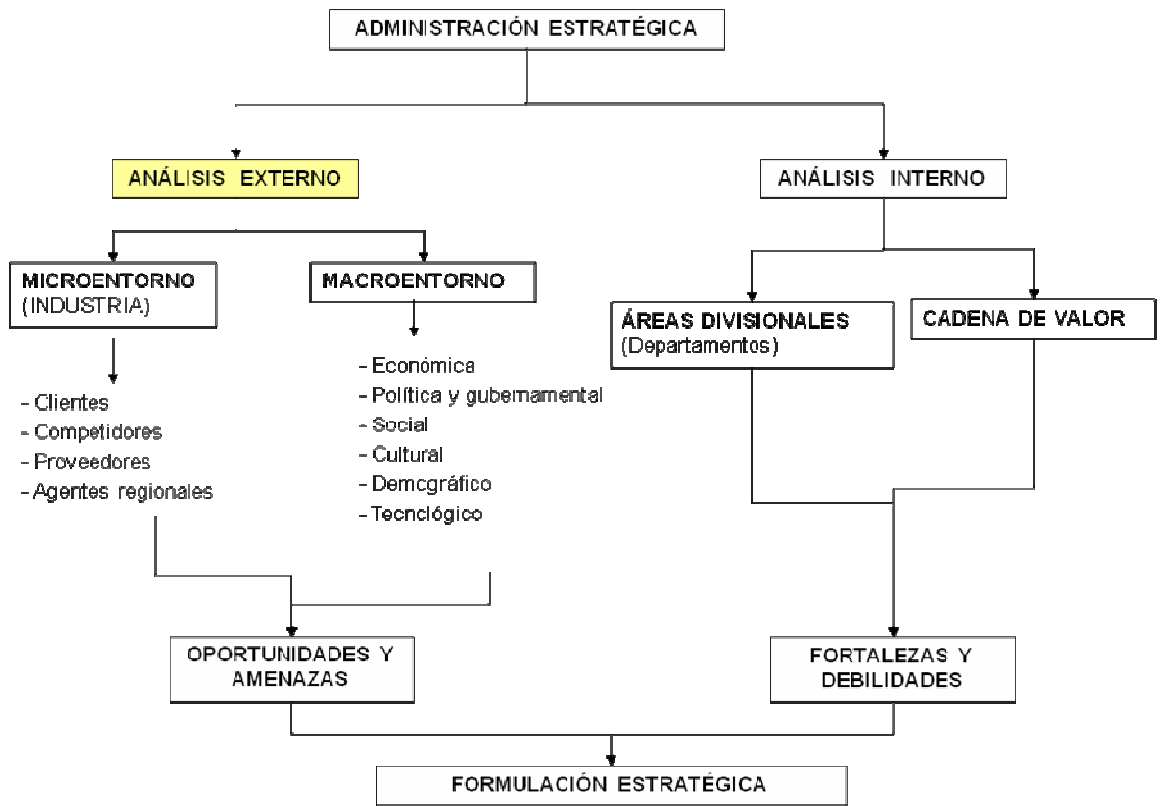 ADMINISTRACIÓN ESTRATÉGICA
ANÁLISIS EXTERNO
ANÁLISIS INTERNO
MICROENTORNO
(INDUSTRIA)
MACROENTORNO
ÁREAS DIVISIONALES
(Departamentos)
CADENA DE VALOR
- Clientes
- Competidores
- Proveedores
- Agentes regionales
- Económica
- Política y gubernamental
- Social
- Cultural
- Demográfico
- Tecnológico
OPORTUNIDADES Y
AMENAZAS
FORTALEZAS Y
DEBILIDADES
FORMULACIÓN ESTRATÉGICA